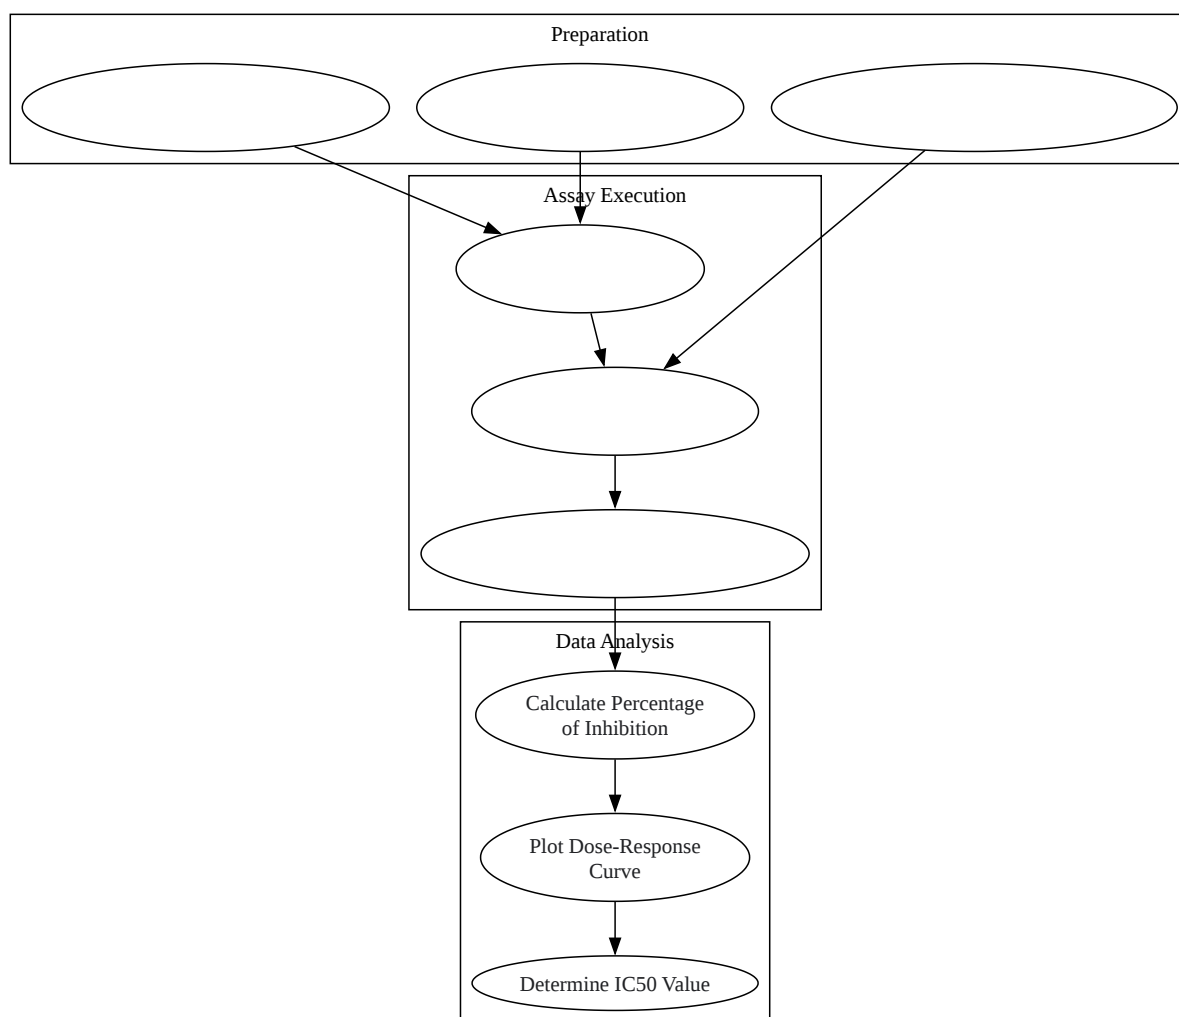 Preparation
Assay Execution
Data Analysis
Calculate Percentage
of Inhibition
Plot Dose-Response
Curve
Determine IC50 Value